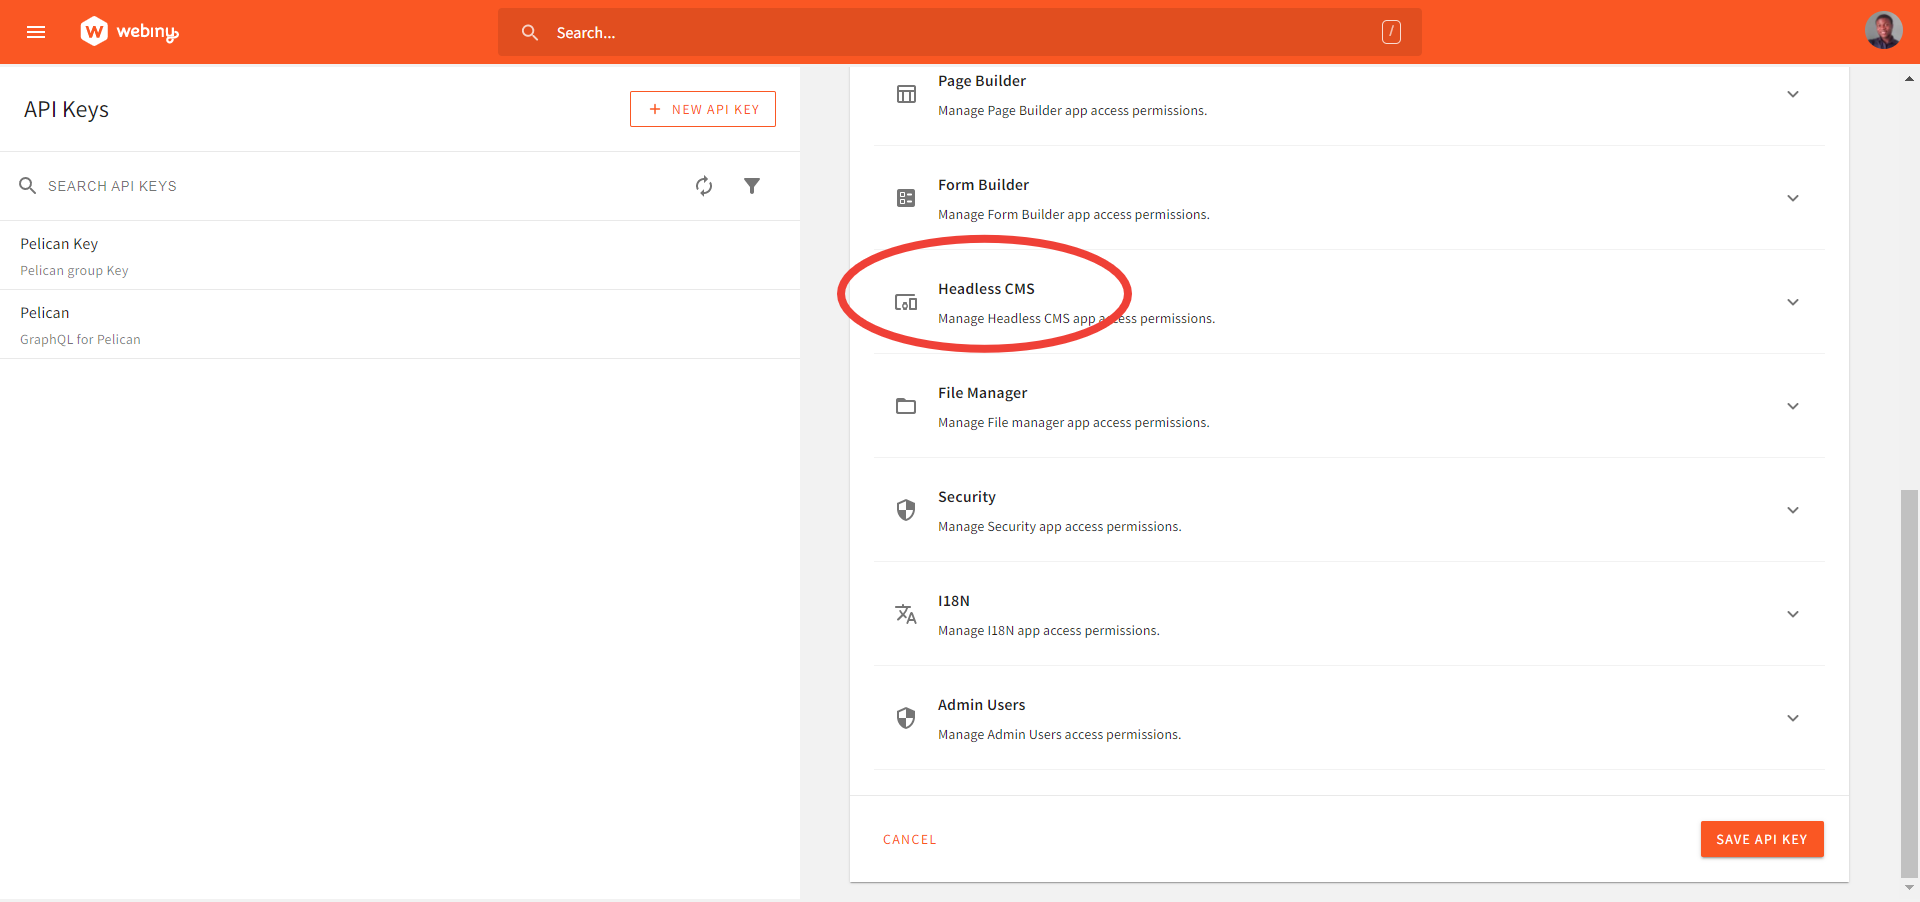 webiny
Search...
/
API Keys
+ NEW API KEY
SEARCH API KEYS
Pelican Key
Pelican group Key
Pelican
GraphQL for Pelican
Page Builder
Manage Page Builder app access permissions.
Form Builder
Manage Form Builder app access permissions.
Headless CMS
Manage Headless CMS app access permissions.
File Manager
Manage File manager app access permissions.
Security
Manage Security app access permissions.
I18N
Manage I18N app access permissions.
Admin Users
Manage Admin Users access permissions.
CANCEL
SAVE API KEY